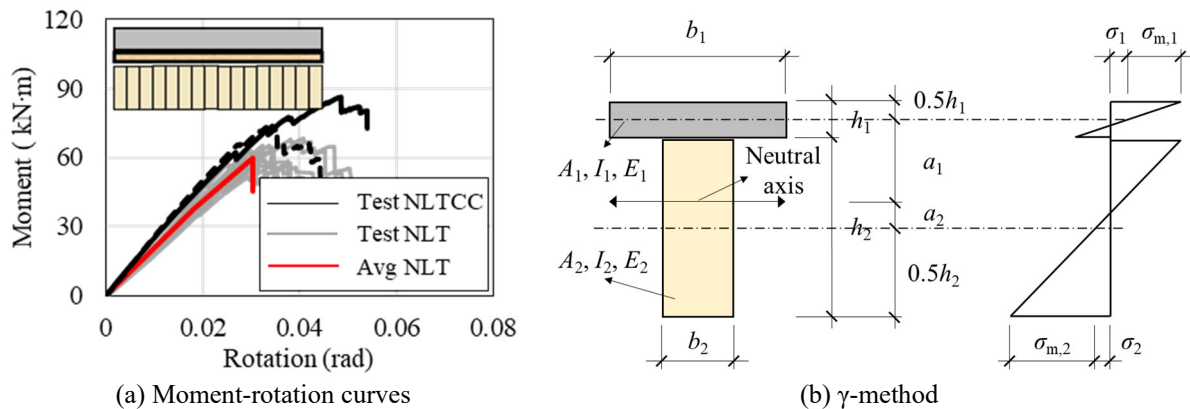 120
90
60
30
0
Moment ( kN·m)
Test NLTCC
Test NLT
Avg NLT
0
0.02
0.04
0.06
0.08
Rotation (rad)
(a) Moment-rotation curves
b1
σ1
σm,1
0.5h1
h1
A1, I1, E1
Neutral
axis
a1
h2
a2
A2, I2, E2
0.5h2
b2
σm,2
σ2
(b) γ-method